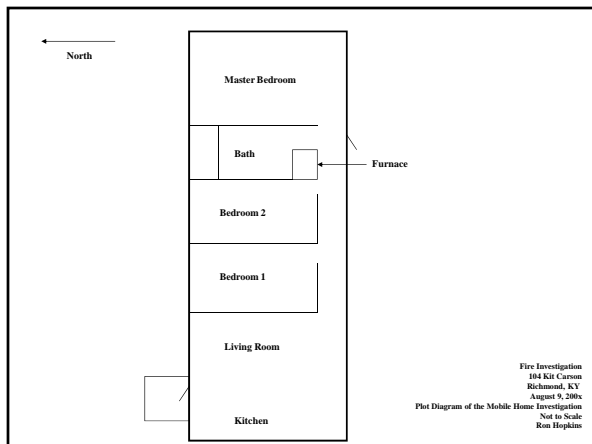 North
Master Bedroom
Bath
Furnace
Bedroom 2
Bedroom 1
Living Room
Kitchen
Fire Investigation
104 Kit Carson
Richmond, KY
August 9, 200x
Plot Diagram of the Mobile Home Investigation
Not to Scale
Ron Hopkins